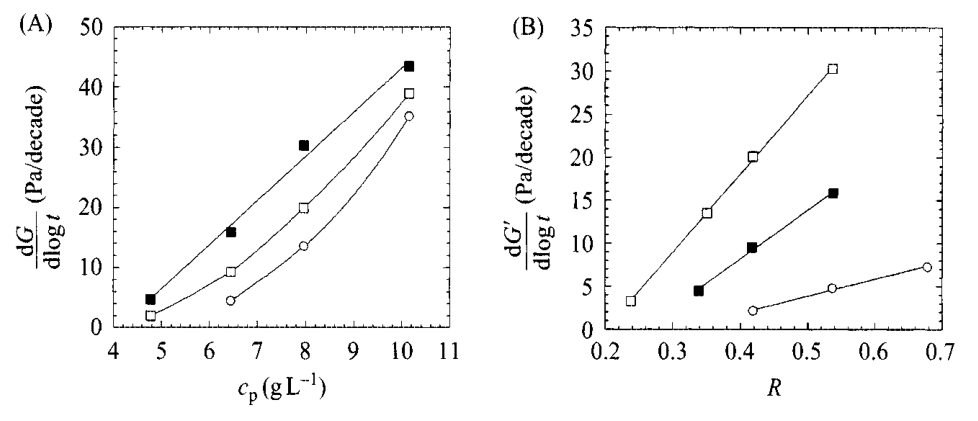 (A)
50
40
30
20
10
0
4 5 6 7 8 9 10 11
dG/dlog t (Pa/decade)
cp (g L⁻¹)
(B)
35
30
25
20
15
10
5
0
0.2 0.3 0.4 0.5 0.6 0.7
dG′/dlog t (Pa/decade)
R